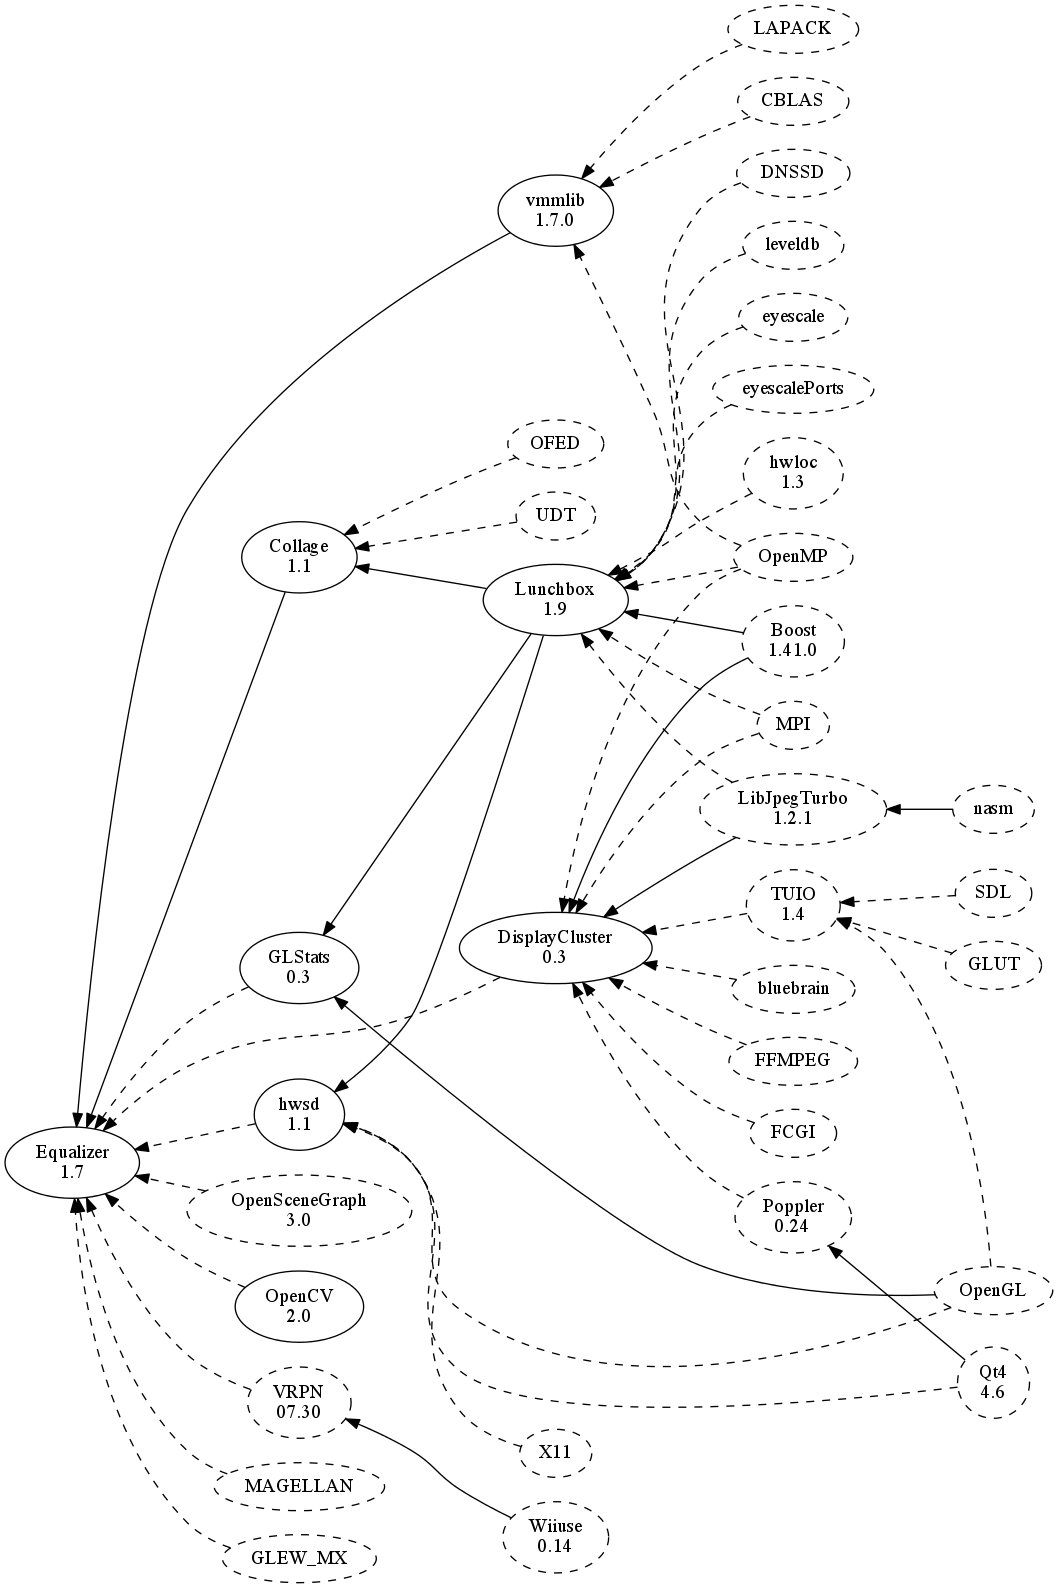 LAPACK
CBLAS
DNSSD
vmmlib
1.7.0
leveldb
eyescale
eyescalePorts
OFED
hwloc
1.3
UDT
Collage
1.1
OpenMP
Lunchbox
1.9
Boost
1.41.0
MPI
LibJpegTurbo
1.2.1
nasm
TUIO
1.4
SDL
DisplayCluster
0.3
GLStats
0.3
GLUT
bluebrain
FFMPEG
hwsd
1.1
FCGI
Equalizer
1.7
OpenSceneGraph
3.0
Poppler
0.24
OpenGL
OpenCV
2.0
Qt4
4.6
VRPN
07.30
X11
MAGELLAN
Wiiuse
0.14
GLEW_MX